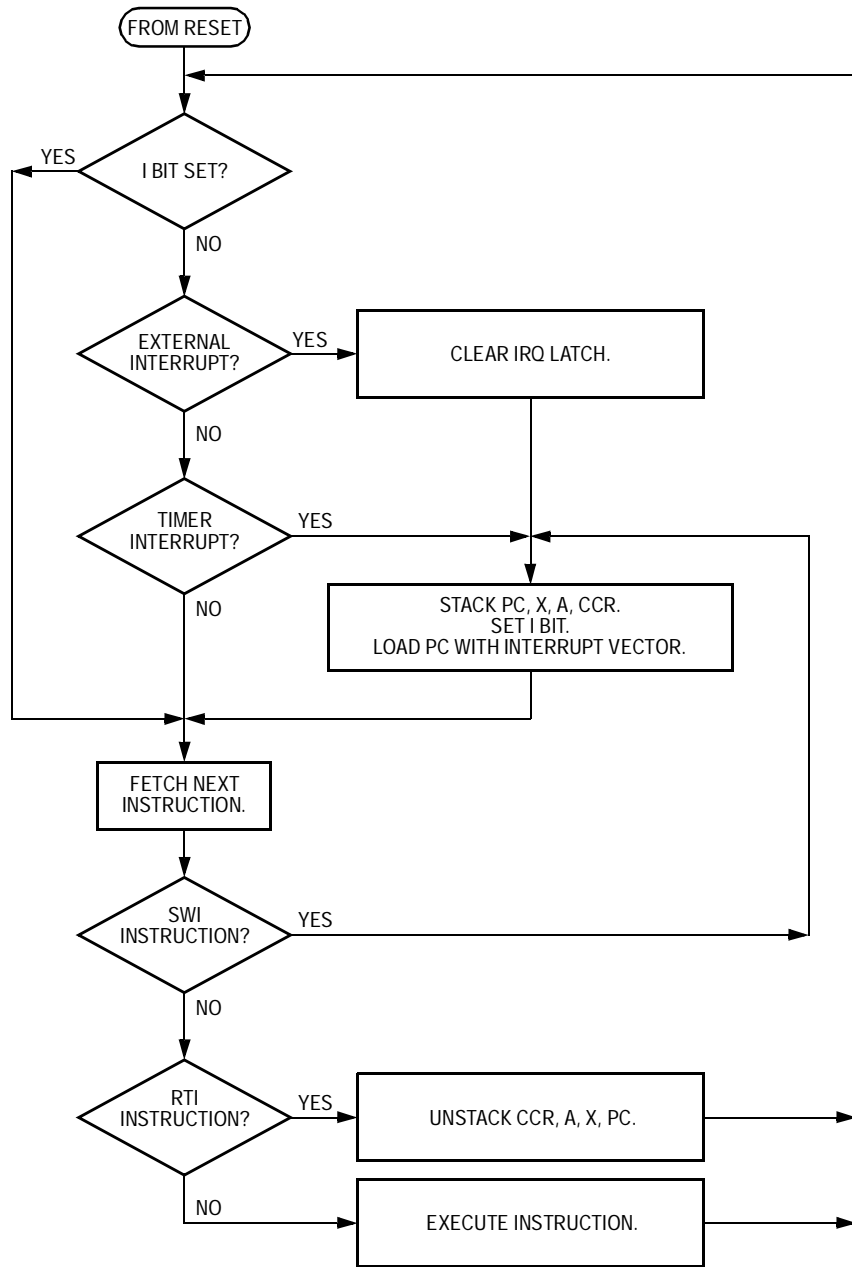 FROM RESET
YES
I BIT SET?
NO
EXTERNAL
INTERRUPT?
YES
CLEAR IRQ LATCH.
NO
TIMER
INTERRUPT?
YES
NO
STACK PC, X, A, CCR.
SET I BIT.
LOAD PC WITH INTERRUPT VECTOR.
FETCH NEXT
INSTRUCTION.
SWI
INSTRUCTION?
YES
NO
RTI
INSTRUCTION?
YES
UNSTACK CCR, A, X, PC.
NO
EXECUTE INSTRUCTION.